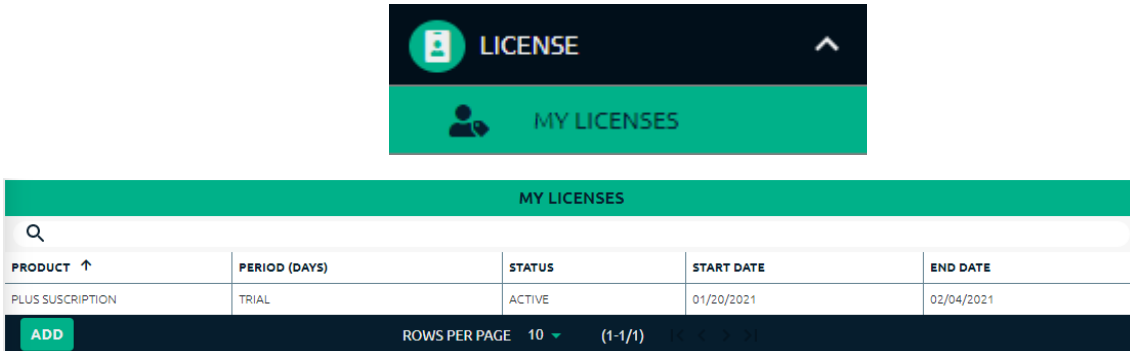 LICENSE
MY LICENSES
MY LICENSES
PRODUCT ↑ PERIOD (DAYS) STATUS START DATE END DATE
PLUS SUSCRIPTION TRIAL ACTIVE 01/20/2021 02/04/2021
ADD ROWS PER PAGE 10 (1-1/1)